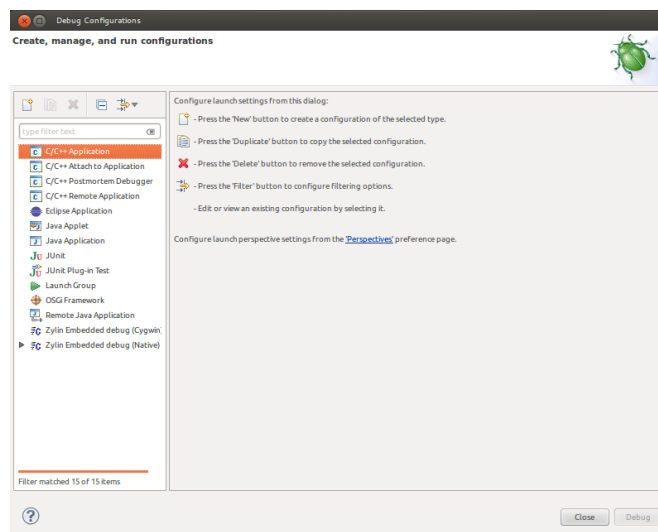 Debug Configurations
Create, manage, and run configurations
type filter text
C/C++ Application
C/C++ Attach to Application
C/C++ Postmortem Debugger
C/C++ Remote Application
Eclipse Application
Java Applet
Java Application
JUnit
JUnit Plug-in Test
Launch Group
OSGi Framework
Remote Java Application
Zylin Embedded debug (Cygwin)
Zylin Embedded debug (Native)
Filter matched 15 of 15 items
Configure launch settings from this dialog:
- Press the 'New' button to create a configuration of the selected type.
- Press the 'Duplicate' button to copy the selected configuration.
- Press the 'Delete' button to remove the selected configuration.
- Press the 'Filter' button to configure filtering options.
- Edit or view an existing configuration by selecting it.
Configure launch perspective settings from the 'Perspectives' preference page.
Close
Debug